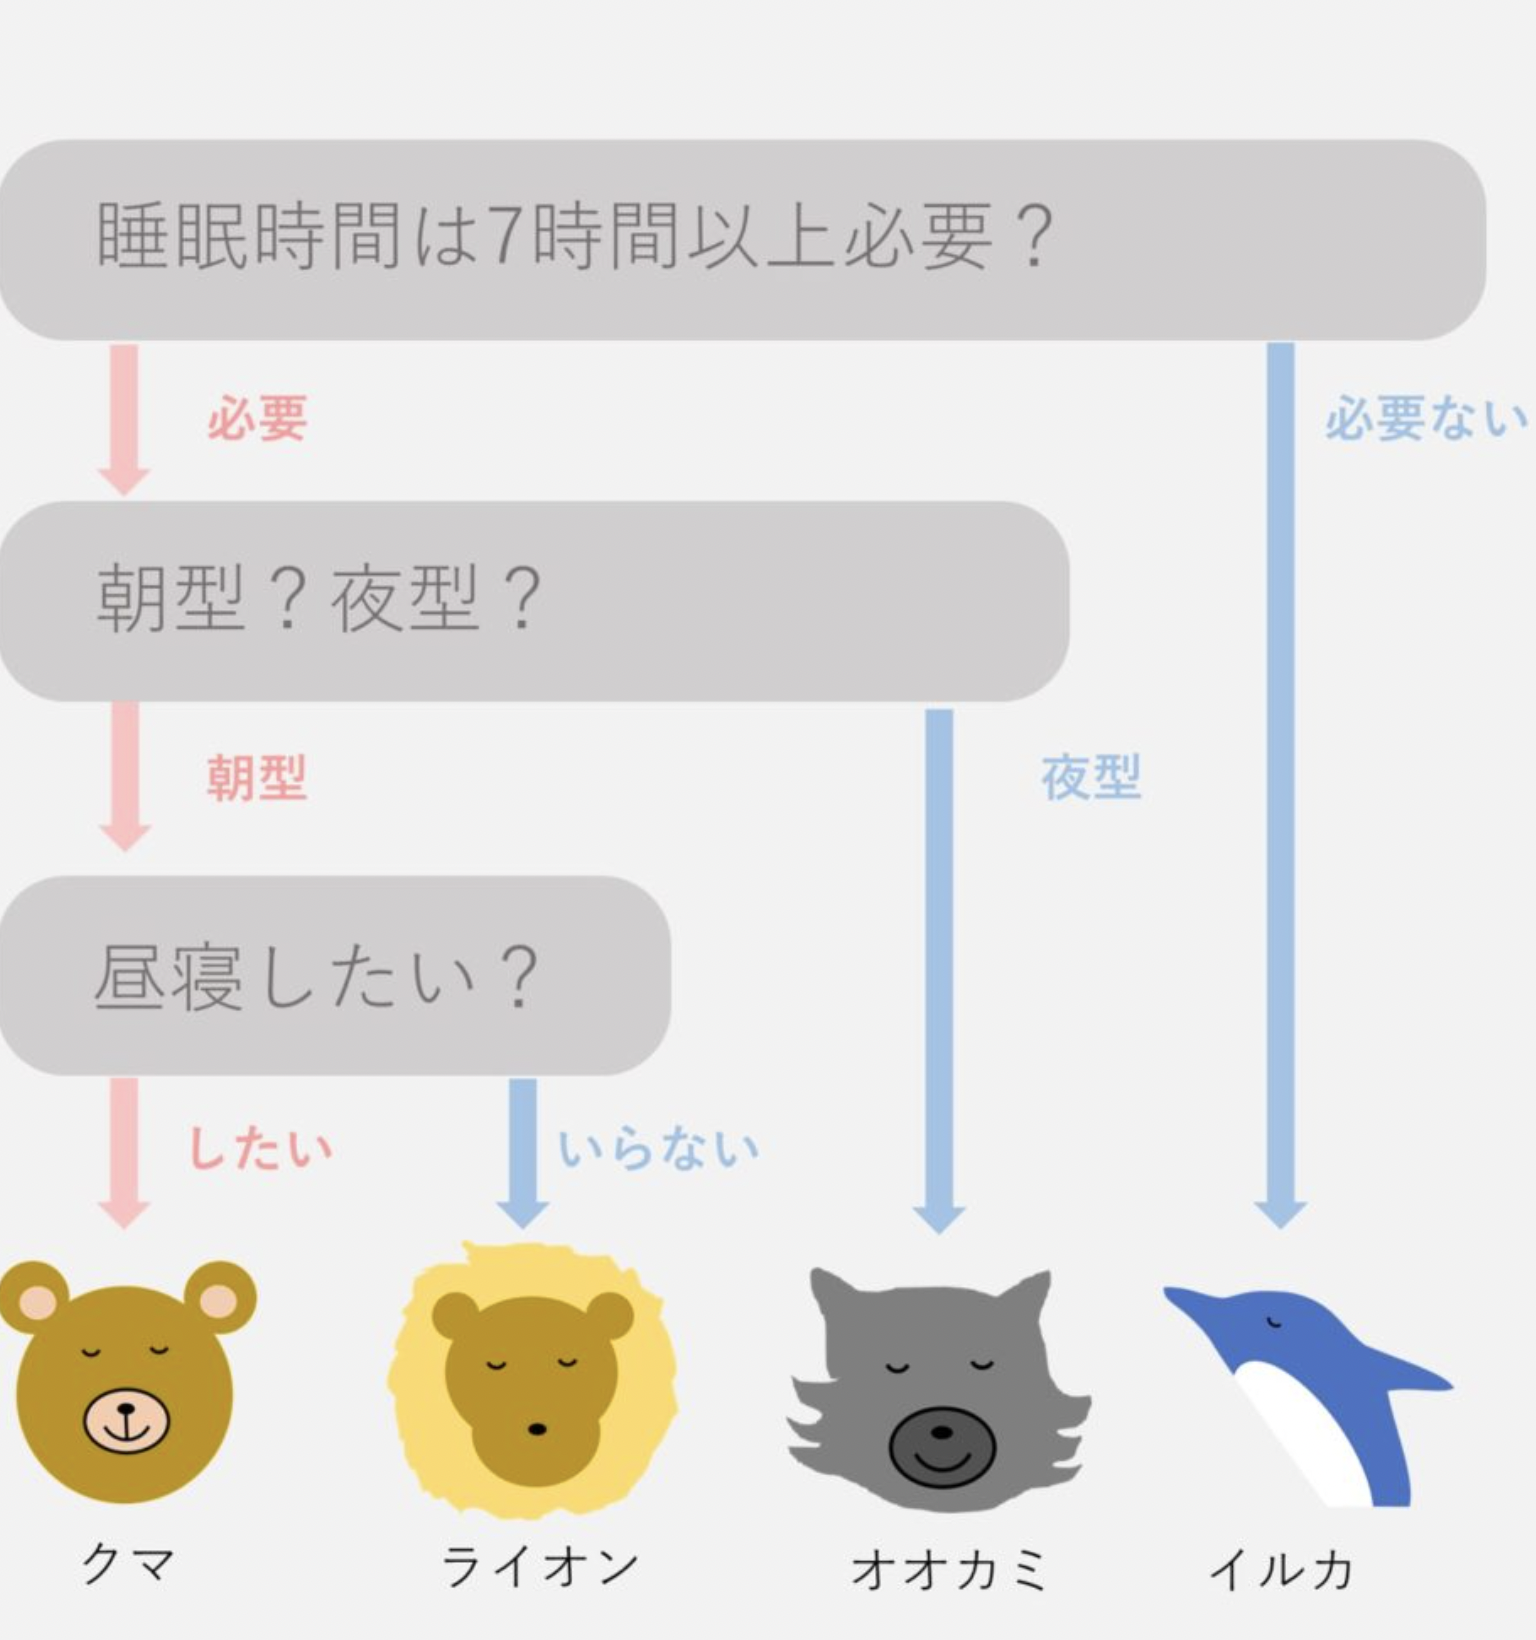 睡眠時間は7時間以上必要？
必要
必要ない
朝型？夜型？
朝型
夜型
昼寝したい？
したい
いらない
クマ
ライオン
オオカミ
イルカ